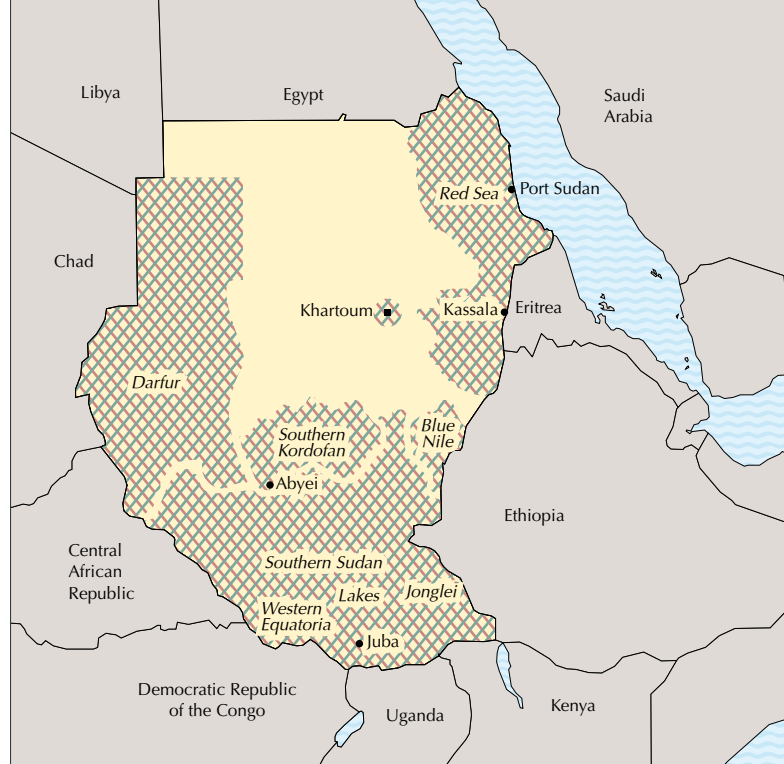 Libya
Egypt
Saudi
Arabia
Red Sea
Port Sudan
Chad
Khartoum
Kassala
Eritrea
Darfur
Southern
Kordofan
Blue
Nile
Abyei
Ethiopia
Central
African
Republic
Southern Sudan
Lakes
Jonglei
Western
Equatoria
Juba
Democratic Republic
of the Congo
Uganda
Kenya